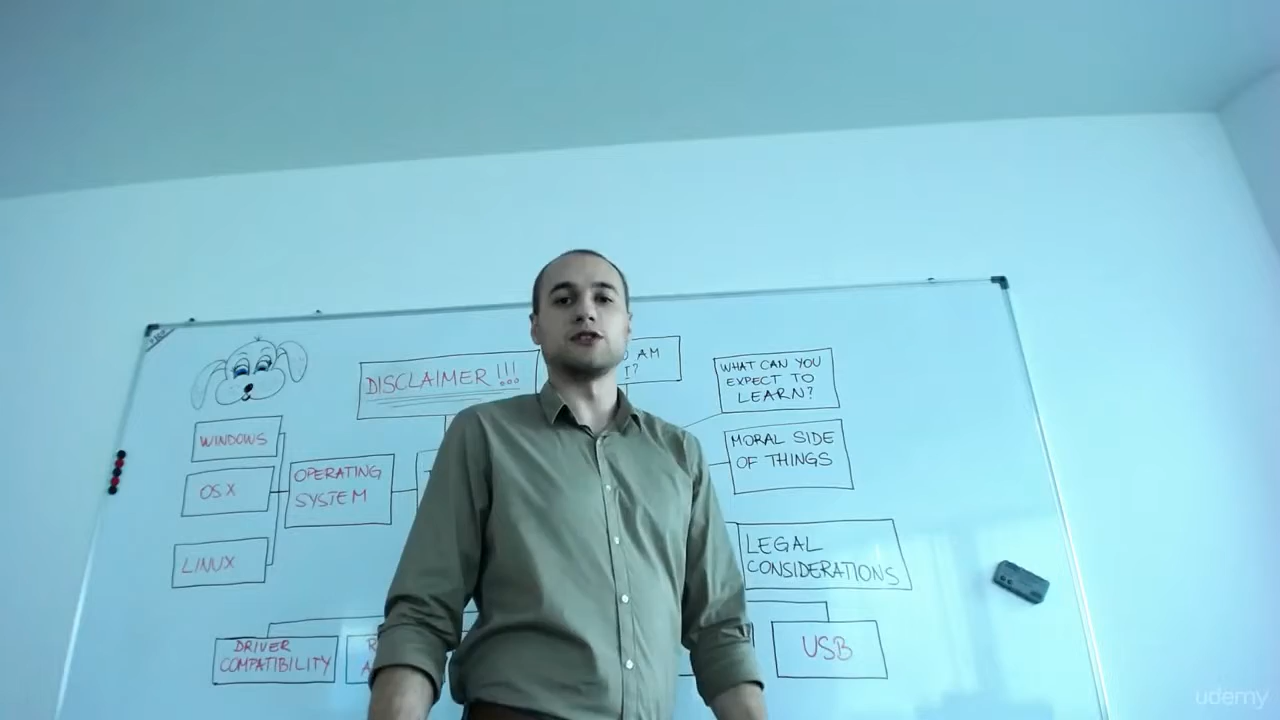 DISCLAIMER !!!
AM
I?
WHAT CAN YOU
EXPECT TO
LEARN?
WINDOWS
OPERATING
SYSTEM
MORAL SIDE
OF THINGS
OSX
LINUX
LEGAL
CONSIDERATIONS
DRIVER
COMPATIBILITY
USB
udemy